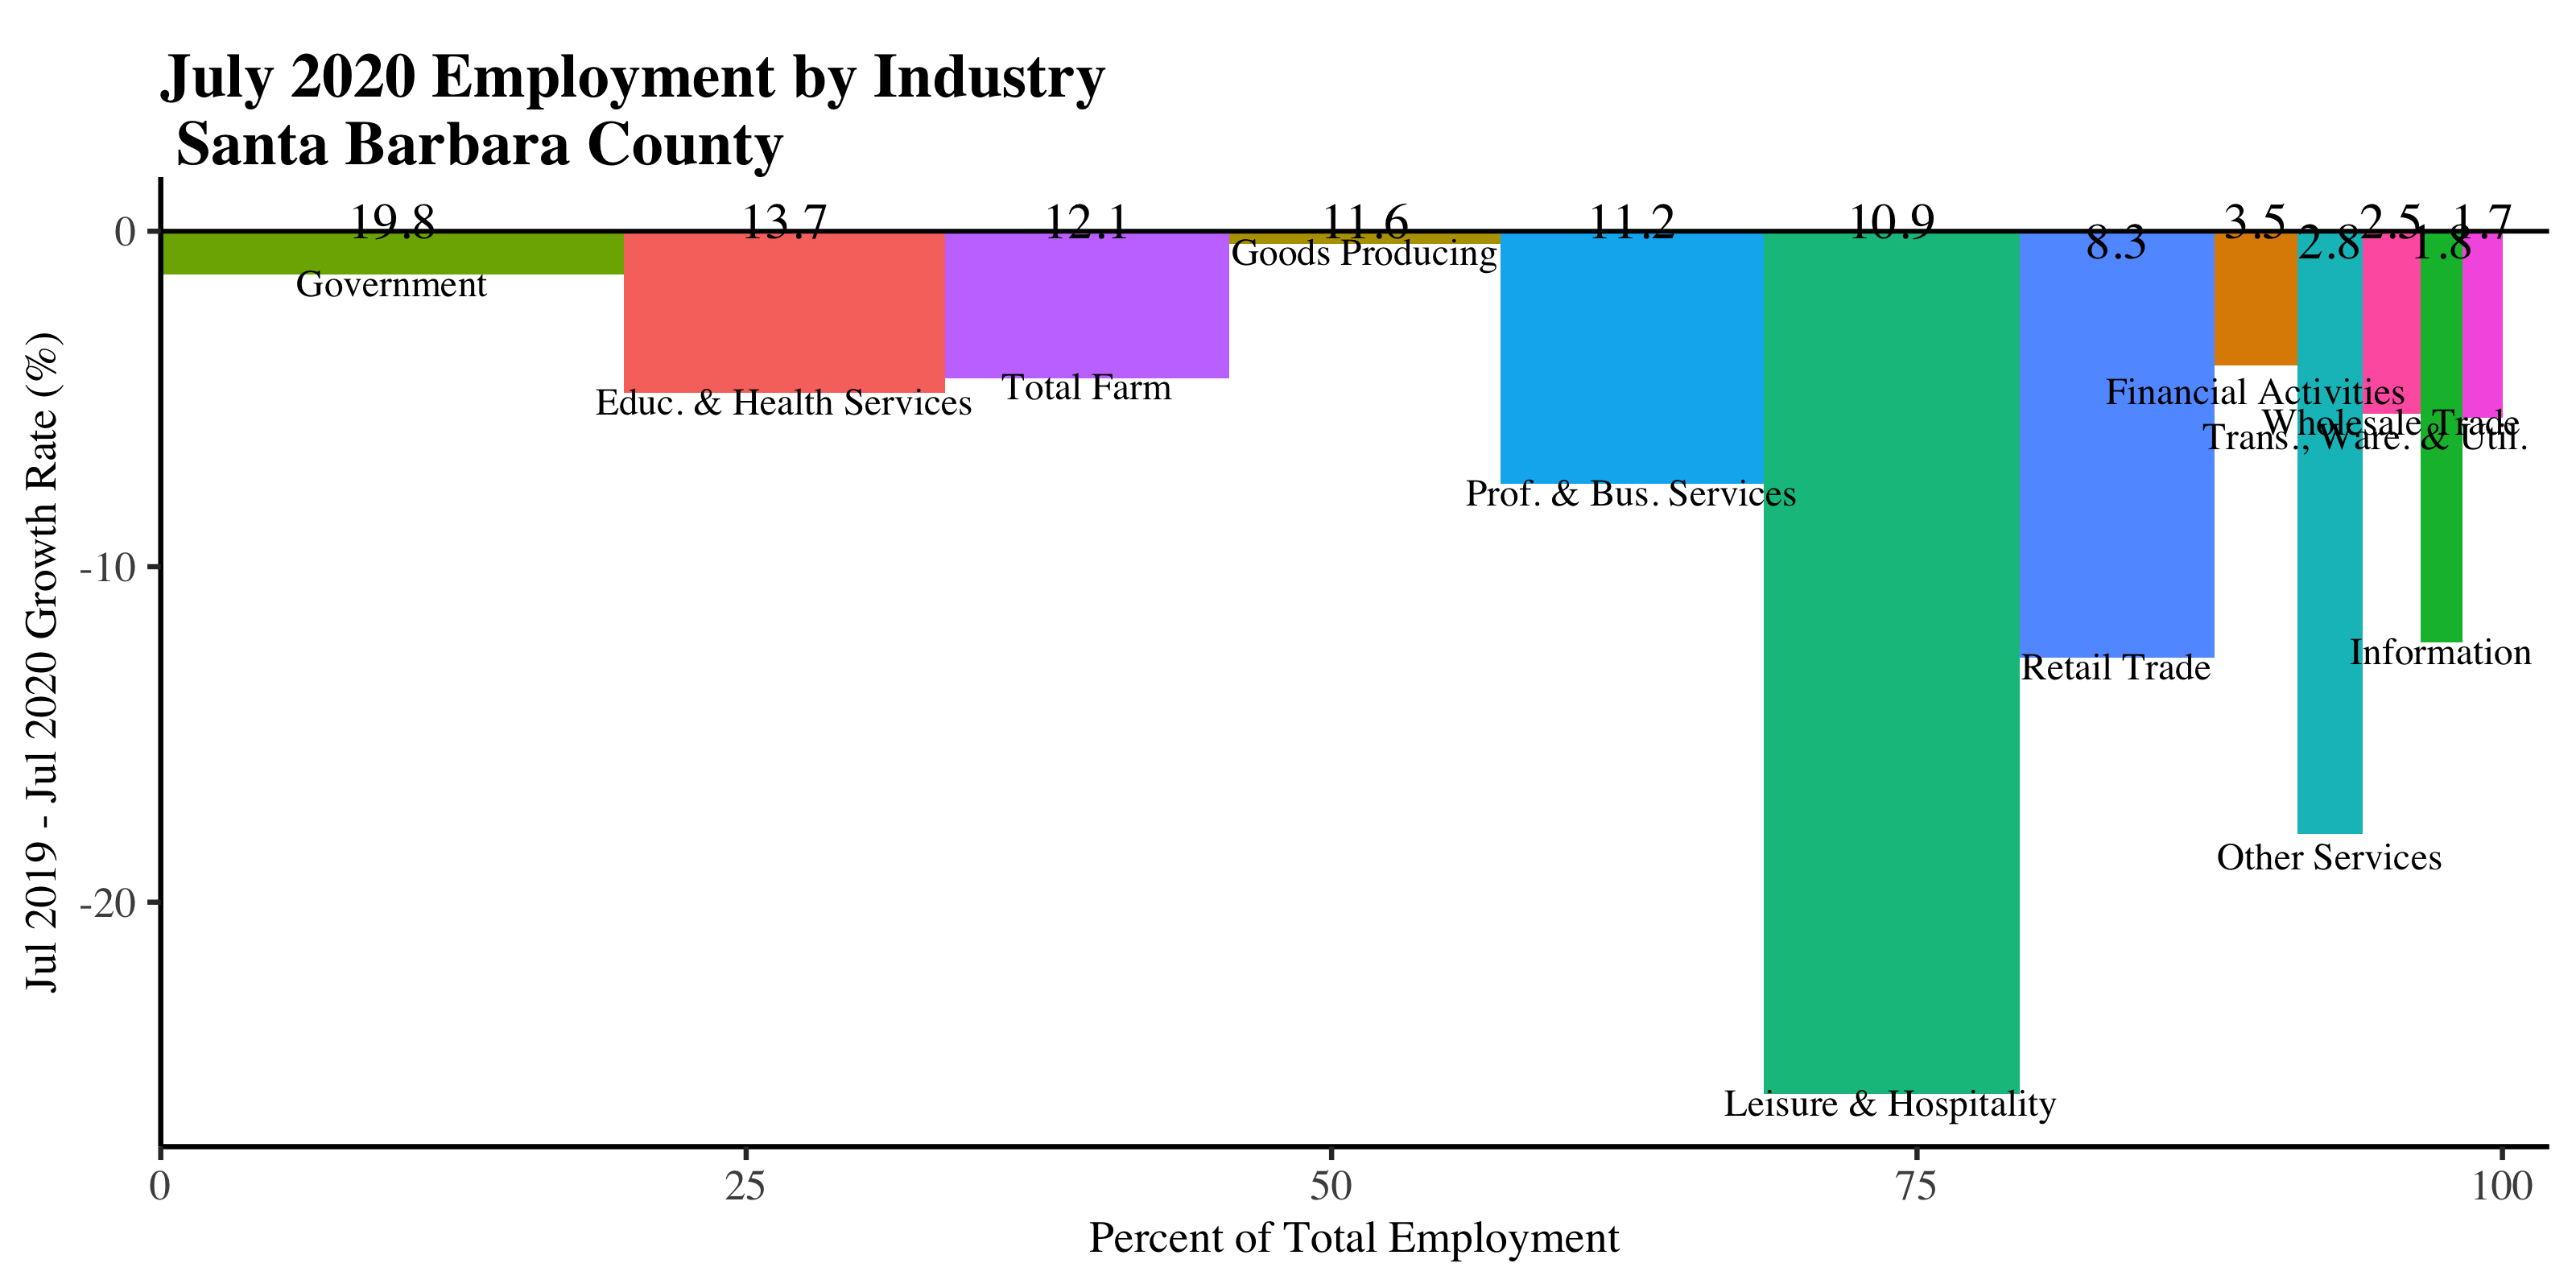 July 2020 Employment by Industry
Santa Barbara County
19.8 13.7 12.1 11.6 11.2 10.9 8.3 3.5 2.8 2.5 1.8 1.7
0
-10
-20
Jul 2019 - Jul 2020 Growth Rate (%)
Government
Educ. & Health Services
Total Farm
Goods Producing
Prof. & Bus. Services
Leisure & Hospitality
Retail Trade
Financial Activities
Wholesale Trade
Trans., Ware. & Util.
Information
Other Services
0 25 50 75 100
Percent of Total Employment